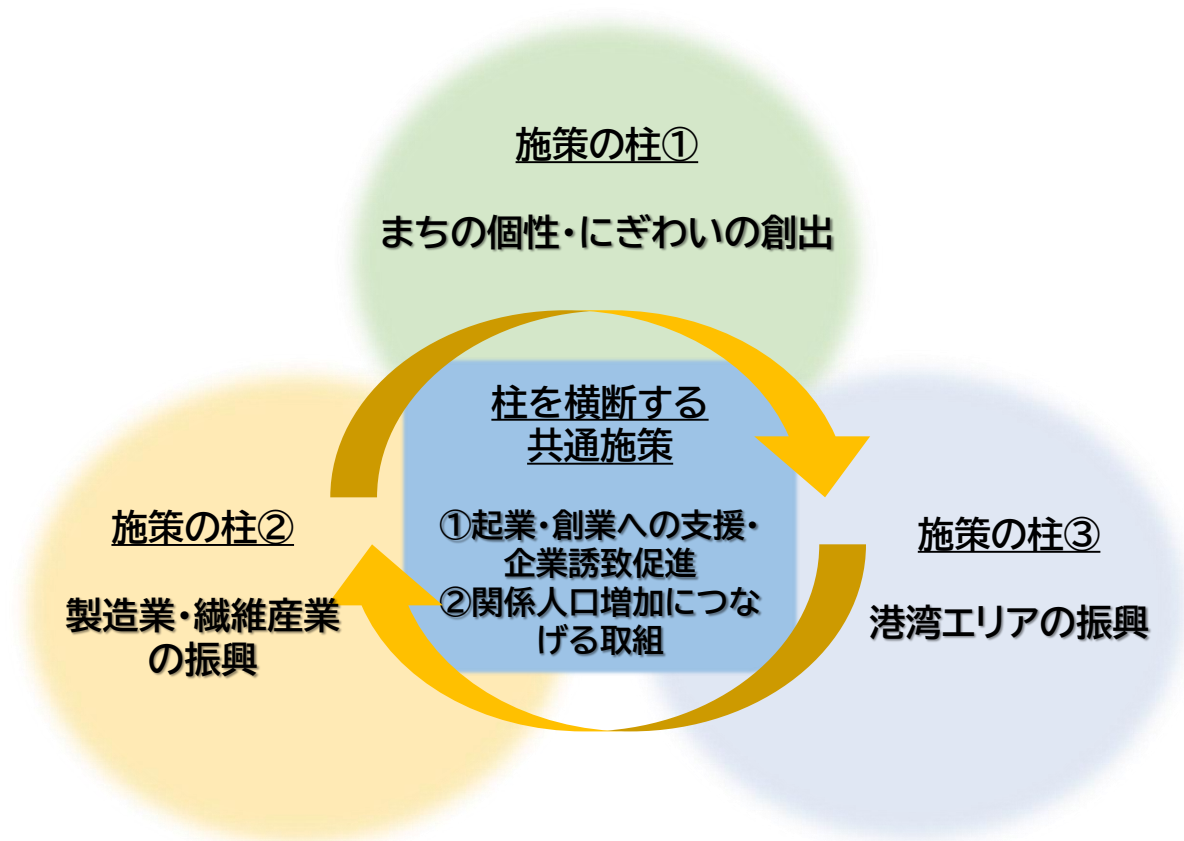 施策の柱①
まちの個性・にぎわいの創出
柱を横断する
共通施策
①起業・創業への支援・
企業誘致促進
②関係人口増加につな
げる取組
施策の柱②
製造業・繊維産業
の振興
施策の柱③
港湾エリアの振興